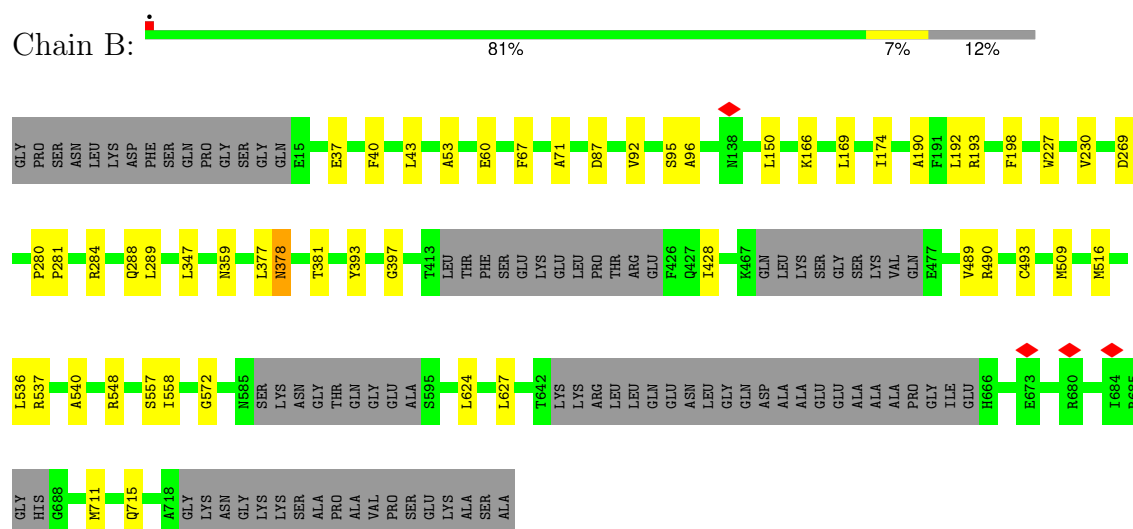 Chain B:
81% 7% 12%
GLY PRO SER ASN LEU LYS ASP PHE SER GLN PRO GLY SER GLY GLN E15 E37 F40 L43 A53 E60 F67 A71 D87 V92 S95 A96 N138 L150 K166 L169 I174 A190 F191 L192 R193 F198 W227 V230 D269
P280 P281 R284 Q288 L289 L347 N359 L377 N378 T381 Y393 G397 T413 LEU THR PHE SER GLU LYS GLU LEU PRO THR ARG GLU F426 Q427 I428 K467 GLN LEU LYS SER GLY SER LYS VAL GLN E477 V489 R490 C493 M509 M516
L536 R537 A540 R548 S557 I558 G572 N585 SER LYS ASN GLY THR GLN GLY GLU ALA S595 L624 L627 T642 LYS LYS ARG LEU LEU GLN GLU ASN LEU GLY GLN ASP ALA ALA GLU GLU ALA ALA ALA PRO GLY ILE GLU H666 E673 R680 I684 R685
GLY HIS G688 M711 Q715 A718 GLY LYS ASN GLY LYS LYS SER ALA PRO ALA VAL PRO SER GLU LYS ALA SER ALA